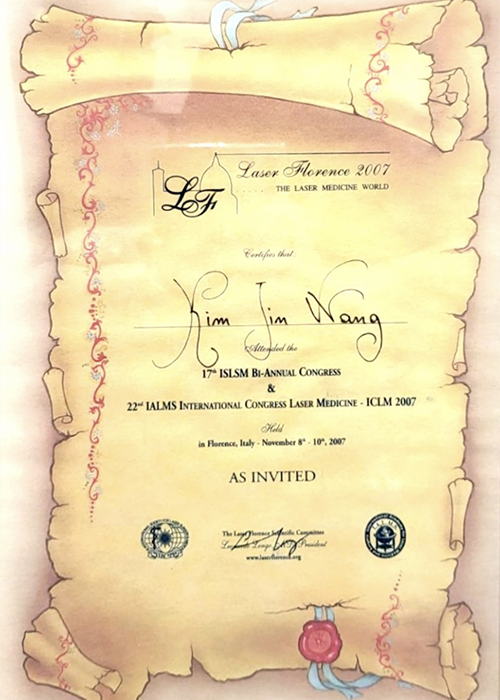 LF
Laser Florence 2007
THE LASER MEDICINE WORLD
Certifies that:
Kim Jin Wang
Attended the
17th ISLSM Bi-Annual Congress
&
22nd IALMS International Congress Laser Medicine - ICLM 2007
Held
in Florence, Italy - November 8th - 10th, 2007
AS INVITED
The Laser Florence Scientific Committee
President
www.laserflorence.org